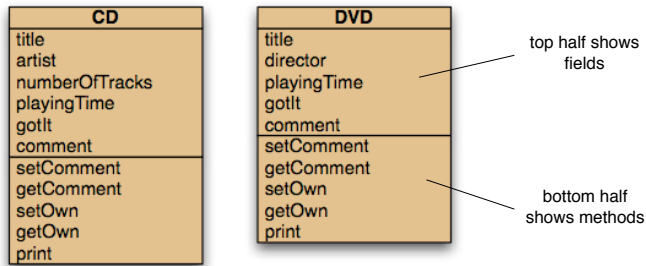 CD
title
artist
numberOfTracks
playingTime
gotIt
comment
setComment
getComment
setOwn
getOwn
print
DVD
title
director
playingTime
gotIt
comment
setComment
getComment
setOwn
getOwn
print
top half shows
fields
bottom half
shows methods